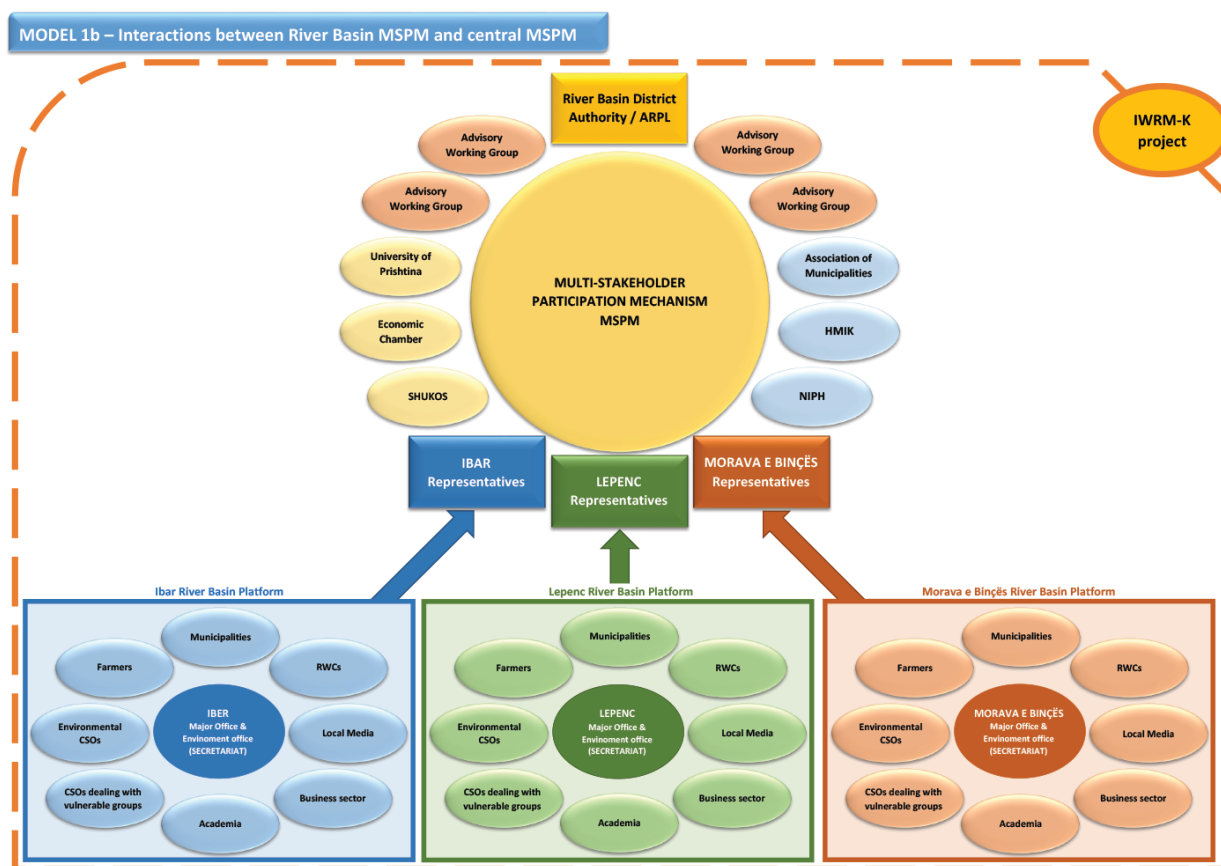 MODEL 1b – Interactions between River Basin MSPM and central MSPM
River Basin District
Authority / ARPL
IWRM-K
project
Advisory
Working Group
Advisory
Working Group
Advisory
Working Group
Advisory
Working Group
University of
Prishtina
Association of
Municipalities
MULTI-STAKEHOLDER
PARTICIPATION MECHANISM
MSPM
Economic
Chamber
HMIK
SHUKOS
NIPH
IBAR
Representatives
LEPENC
Representatives
MORAVA E BINÇËS
Representatives
Ibar River Basin Platform
Municipalities
Farmers
RWCs
Environmental
CSOs
IBER
Major Office &
Envinoment office
(SECRETARIAT)
Local Media
CSOs dealing with
vulnerable groups
Business sector
Academia
Lepenc River Basin Platform
Municipalities
Farmers
RWCs
Environmental
CSOs
LEPENC
Major Office &
Envinoment office
(SECRETARIAT)
Local Media
CSOs dealing with
vulnerable groups
Business sector
Academia
Morava e Binçës River Basin Platform
Municipalities
Farmers
RWCs
Environmental
CSOs
MORAVA E BINÇËS
Major Office &
Envinoment office
(SECRETARIAT)
Local Media
CSOs dealing with
vulnerable groups
Business sector
Academia